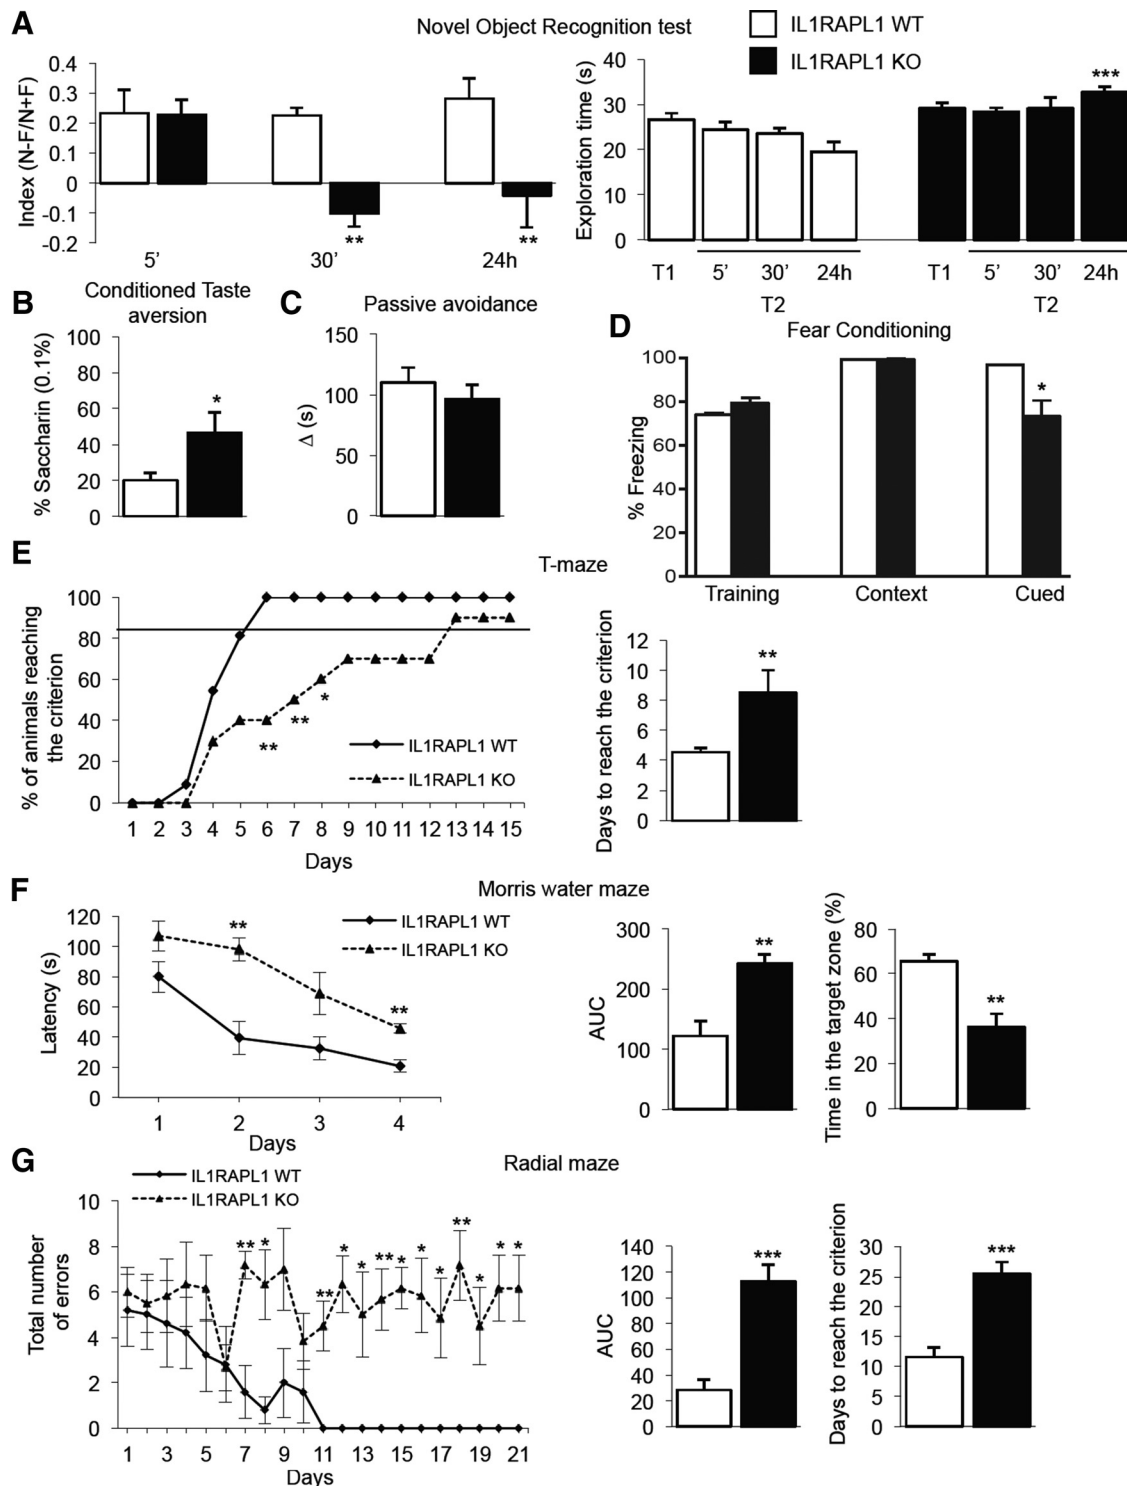 A
Novel Object Recognition test
IL1RAPL1 WT
IL1RAPL1 KO
Index (N-F/N+F)
0.4
0.3
0.2
0.1
0
-0.1
-0.2
** **
5’ 30’ 24h
Exploration time (s)
40
30
20
10
0
***
T1 5’ 30’ 24h T1 5’ 30’ 24h
T2 T2
B
Conditioned Taste
aversion
% Saccharin (0.1%)
100
80
60
40
20
0
*
C
Passive avoidance
Δ (s)
150
100
50
0
D
Fear Conditioning
% Freezing
100
80
60
40
20
0
*
Training Context Cued
E
T-maze
% of animals reaching
the criterion
100
80
60
40
20
0
** ** *
IL1RAPL1 WT
IL1RAPL1 KO
1 2 3 4 5 6 7 8 9 10 11 12 13 14 15
Days
Days to reach the criterion
12
10
8
6
4
2
0
**
F
Morris water maze
Latency (s)
120
100
80
60
40
20
0
** **
IL1RAPL1 WT
IL1RAPL1 KO
1 2 3 4
Days
AUC
300
200
100
0
**
Time in the target zone (%)
80
60
40
20
0
**
G
Radial maze
IL1RAPL1 WT
IL1RAPL1 KO
Total number
of errors
10
8
6
4
2
0
** * ** * * ** * * * ** * * *
1 3 5 7 9 11 13 15 17 19 21
Days
AUC
140
120
100
80
60
40
20
0
***
Days to reach the criterion
30
25
20
15
10
5
0
***